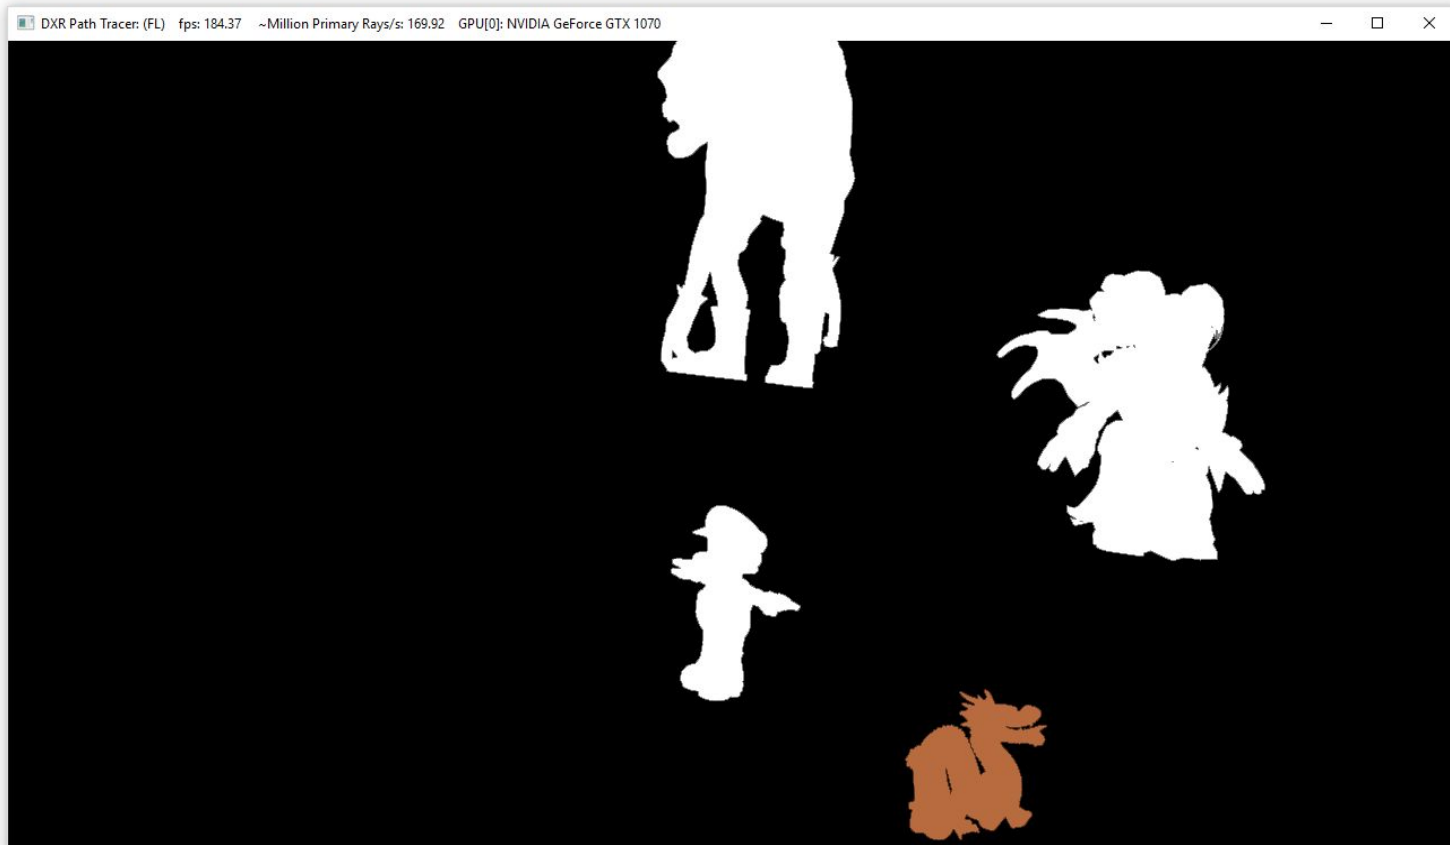 DXR Path Tracer: (FL) fps: 184.37 ~Million Primary Rays/s: 169.92 GPU[0]: NVIDIA GeForce GTX 1070